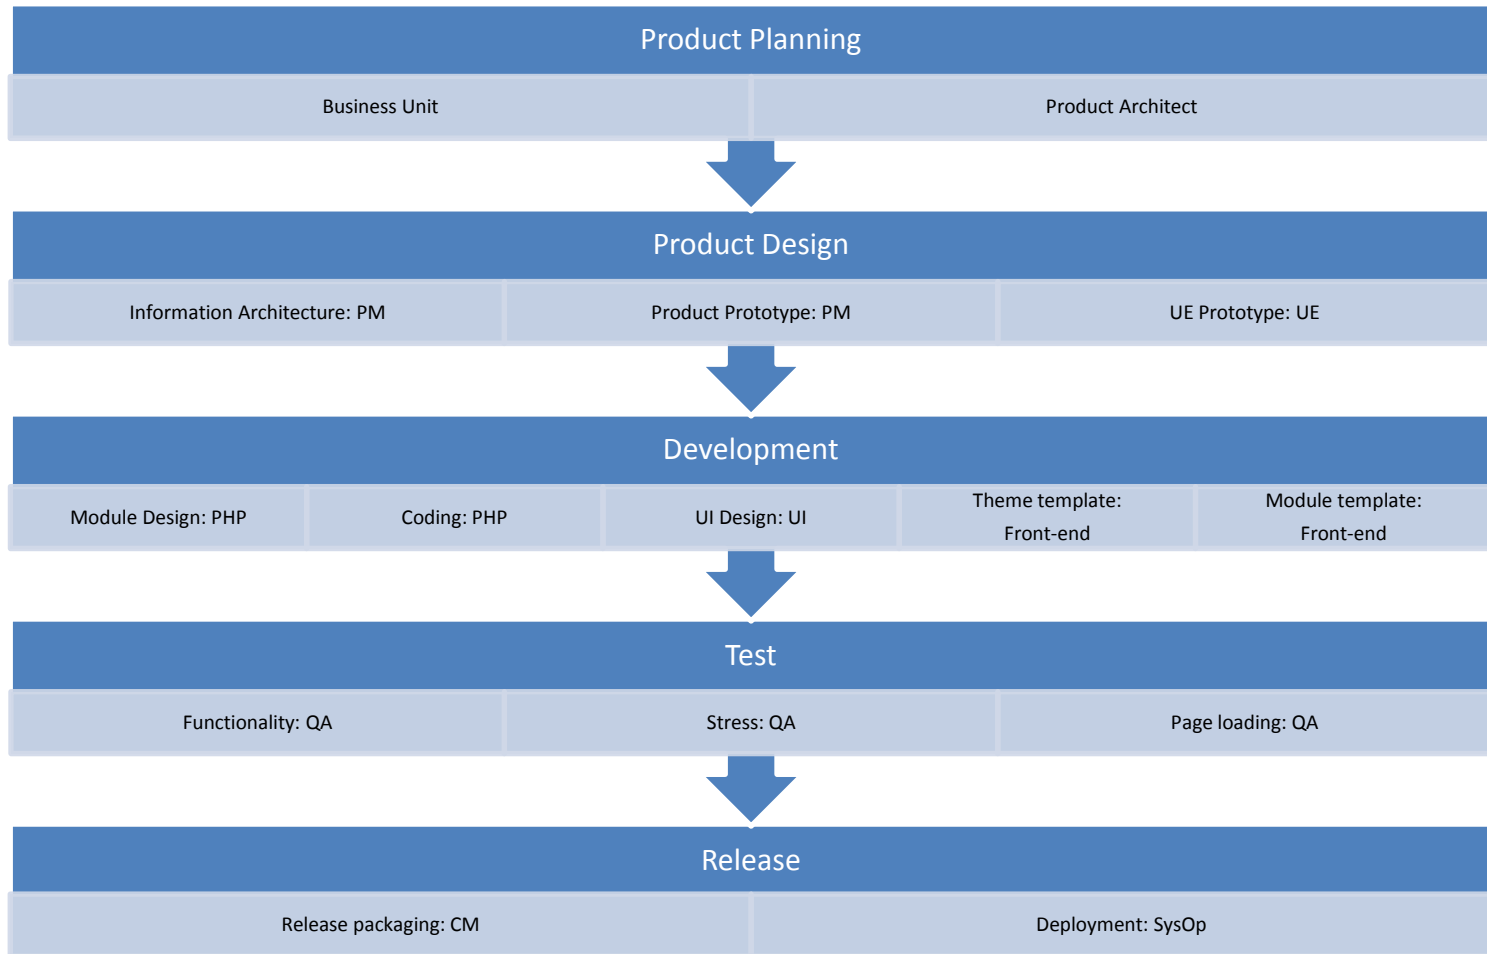 Product Planning
Business Unit
Product Architect
Product Design
Information Architecture: PM
Product Prototype: PM
UE Prototype: UE
Development
Module Design: PHP
Coding: PHP
UI Design: UI
Theme template:
Front-end
Module template:
Front-end
Test
Functionality: QA
Stress: QA
Page loading: QA
Release
Release packaging: CM
Deployment: SysOp